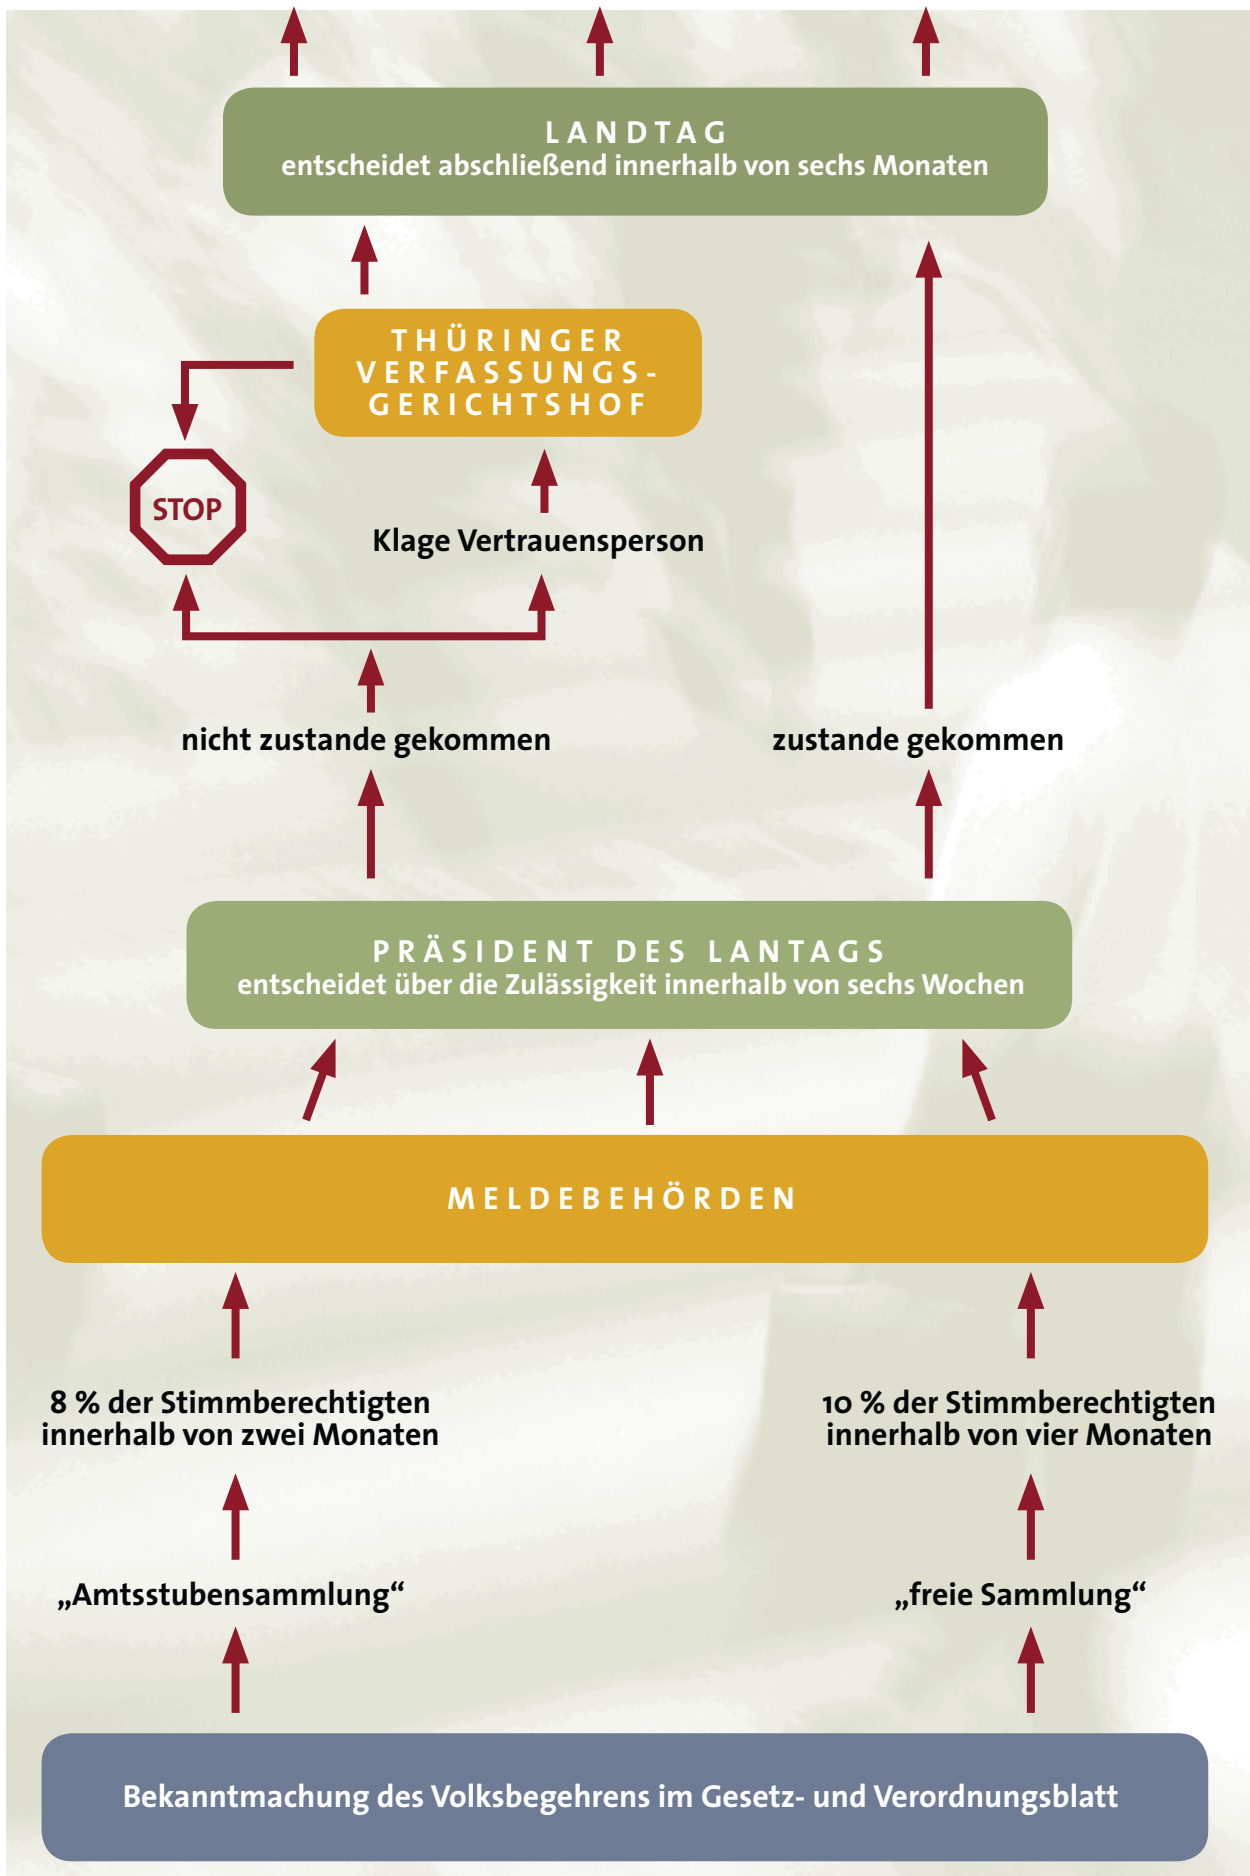 LANDTAG
entscheidet abschließend innerhalb von sechs Monaten
THÜRINGER
VERFASSUNGS-
GERICHTSHOF
STOP
Klage Vertrauensperson
nicht zustande gekommen
zustande gekommen
PRÄSIDENT DES LANTAGS
entscheidet über die Zulässigkeit innerhalb von sechs Wochen
MELDEBEHÖRDEN
8 % der Stimmberechtigten
innerhalb von zwei Monaten
10 % der Stimmberechtigten
innerhalb von vier Monaten
„Amtsstubensammlung“
„freie Sammlung“
Bekanntmachung des Volksbegehrens im Gesetz- und Verordnungsblatt